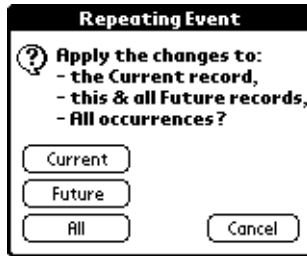 Repeating Event
Apply the changes to:
- the Current record,
- this & all Future records,
- All occurrences?
Current
Future
All
Cancel